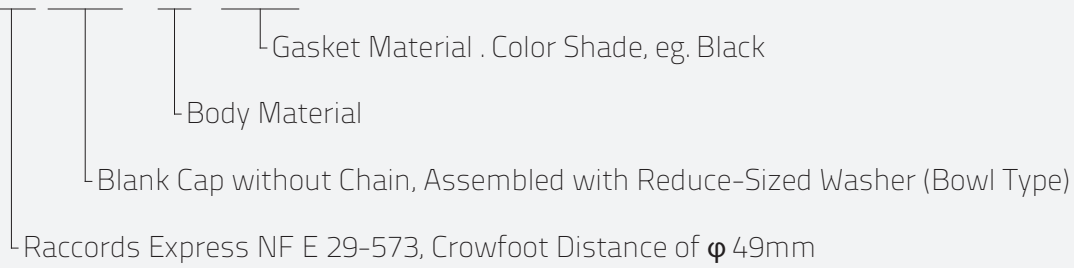 Gasket Material . Color Shade, eg. Black
Body Material
Blank Cap without Chain, Assembled with Reduce-Sized Washer (Bowl Type)
Raccords Express NF E 29-573, Crowfoot Distance of φ 49mm